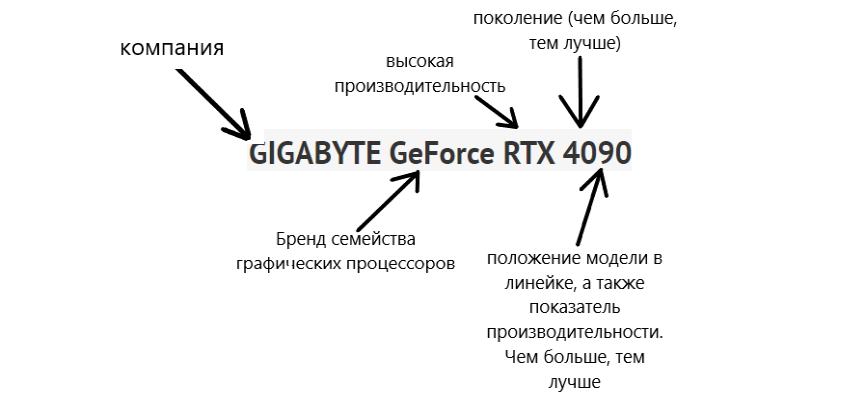 компания
поколение (чем больше,
тем лучше)
высокая
производительность
GIGABYTE GeForce RTX 4090
Бренд семейства
графических процессоров
положение модели в
линейке, а также
показатель
производительности.
Чем больше, тем
лучше